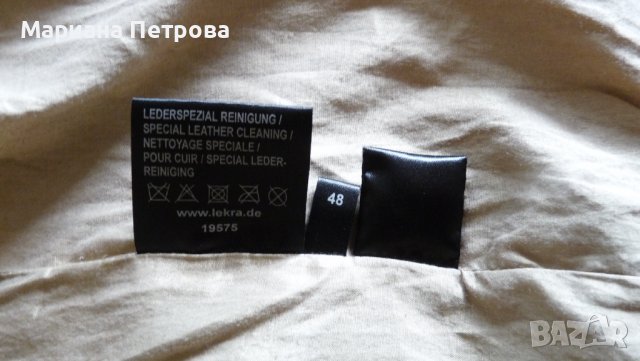 Мариана Петрова
LEDERSPEZIAL REINIGUNG /
SPECIAL LEATHER CLEANING /
NETTOYAGE SPECIALE /
POUR CUIR / SPECIAL LEDER-
REINIGING
www.lekra.de
19575
48
BAZAR